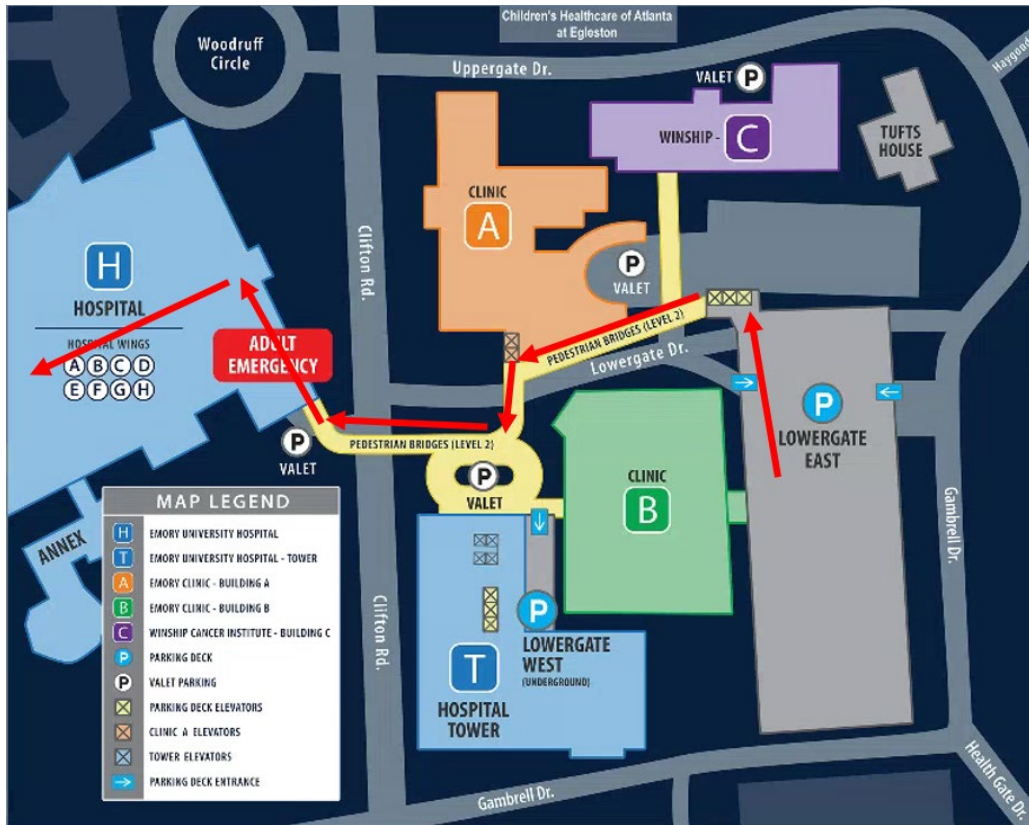 Children's Healthcare of Atlanta
at Egleston
Woodruff
Circle
Uppergate Dr.
Haygood
VALET P
WINSHIP - C
TUFTS
HOUSE
CLINIC
A
Clifton Rd.
P
VALET
H
HOSPITAL
HOSPITAL WINGS
A B C D
E F G H
ADULT
EMERGENCY
PEDESTRIAN BRIDGES (LEVEL 2)
Lowergate Dr.
P
LOWERGATE
EAST
P
VALET
PEDESTRIAN BRIDGES (LEVEL 2)
P
VALET
CLINIC
B
Gambrell Dr.
ANNEX
MAP LEGEND
H EMORY UNIVERSITY HOSPITAL
T EMORY UNIVERSITY HOSPITAL - TOWER
A EMORY CLINIC - BUILDING A
B EMORY CLINIC - BUILDING B
C WINSHIP CANCER INSTITUTE - BUILDING C
P PARKING DECK
P VALET PARKING
PARKING DECK ELEVATORS
CLINIC A ELEVATORS
TOWER ELEVATORS
PARKING DECK ENTRANCE
Clifton Rd.
P
LOWERGATE
WEST
(UNDERGROUND)
T
HOSPITAL
TOWER
Gambrell Dr.
Health Gate Dr.